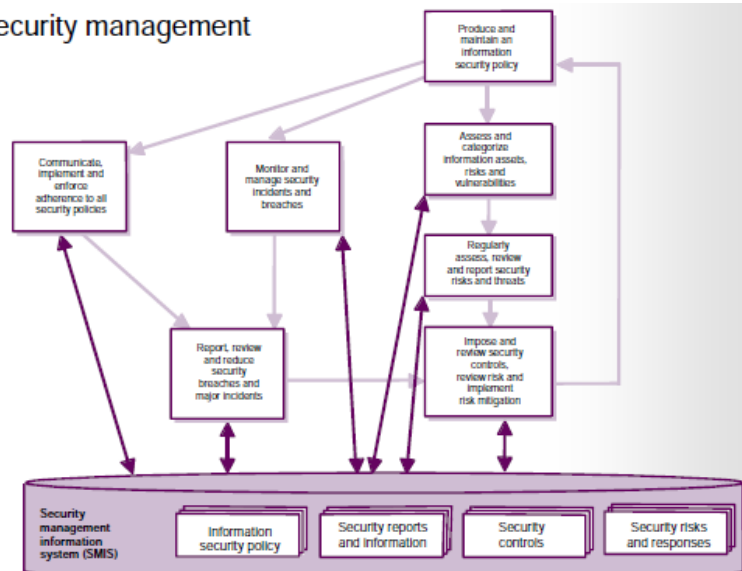 ecurity management
Produce and
maintain an
information
security policy
Communicate,
implement and
enforce
adherence to all
security policies
Monitor and
manage security
incidents and
breaches
Assess and
categorize
information assets,
risks and
vulnerabilities
Regularly
assess, review
and report security
risks and threats
Report, review
and reduce
security
breaches and
major incidents
Impose and
review security
controls,
review risk and
implement
risk mitigation
Security
management
information
system (SMIS)
Information
security policy
Security reports
and information
Security
controls
Security risks
and responses